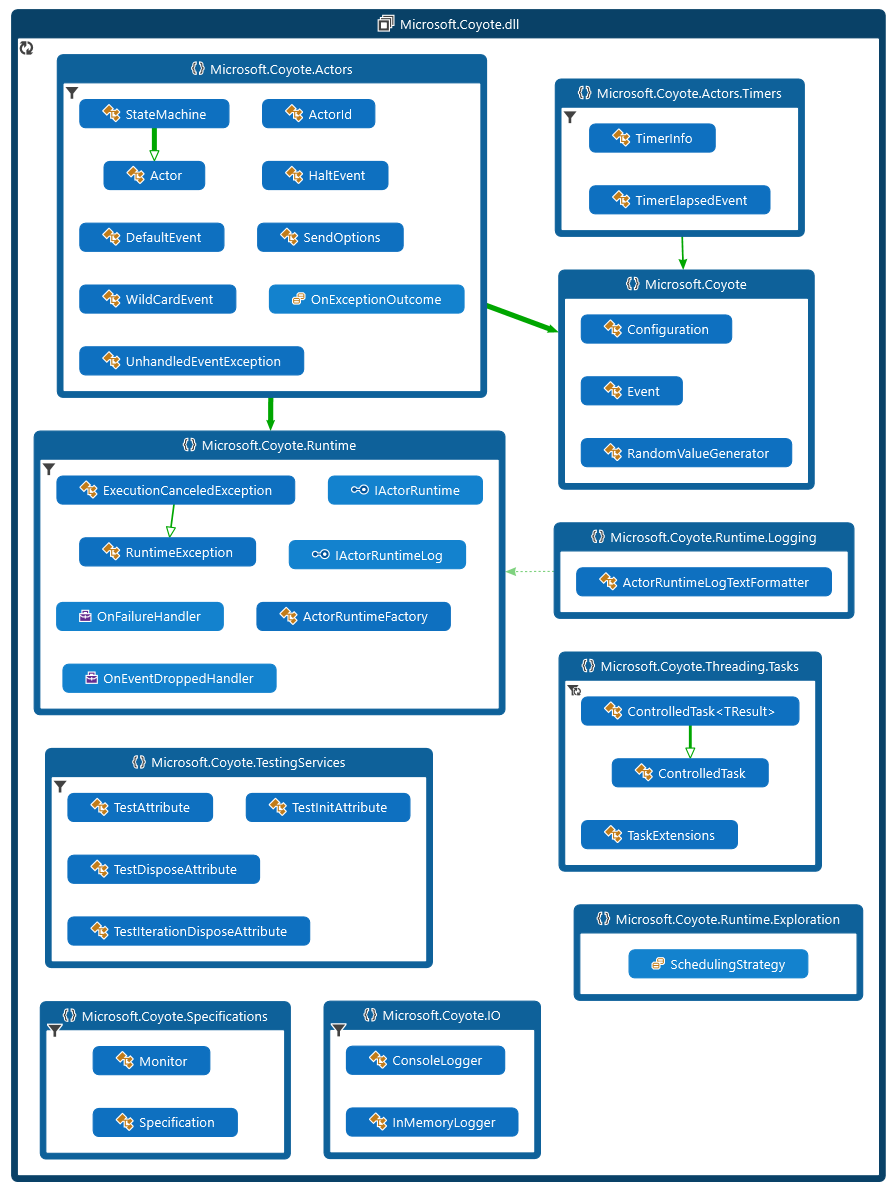 Microsoft.Coyote.dll
Microsoft.Coyote.Actors
StateMachine
ActorId
Actor
HaltEvent
DefaultEvent
SendOptions
WildCardEvent
OnExceptionOutcome
UnhandledEventException
Microsoft.Coyote.Actors.Timers
TimerInfo
TimerElapsedEvent
Microsoft.Coyote
Configuration
Event
RandomValueGenerator
Microsoft.Coyote.Runtime
ExecutionCanceledException
IActorRuntime
RuntimeException
IActorRuntimeLog
OnFailureHandler
ActorRuntimeFactory
OnEventDroppedHandler
Microsoft.Coyote.Runtime.Logging
ActorRuntimeLogTextFormatter
Microsoft.Coyote.Threading.Tasks
ControlledTask<TResult>
ControlledTask
TaskExtensions
Microsoft.Coyote.TestingServices
TestAttribute
TestInitAttribute
TestDisposeAttribute
TestIterationDisposeAttribute
Microsoft.Coyote.Runtime.Exploration
SchedulingStrategy
Microsoft.Coyote.Specifications
Monitor
Specification
Microsoft.Coyote.IO
ConsoleLogger
InMemoryLogger